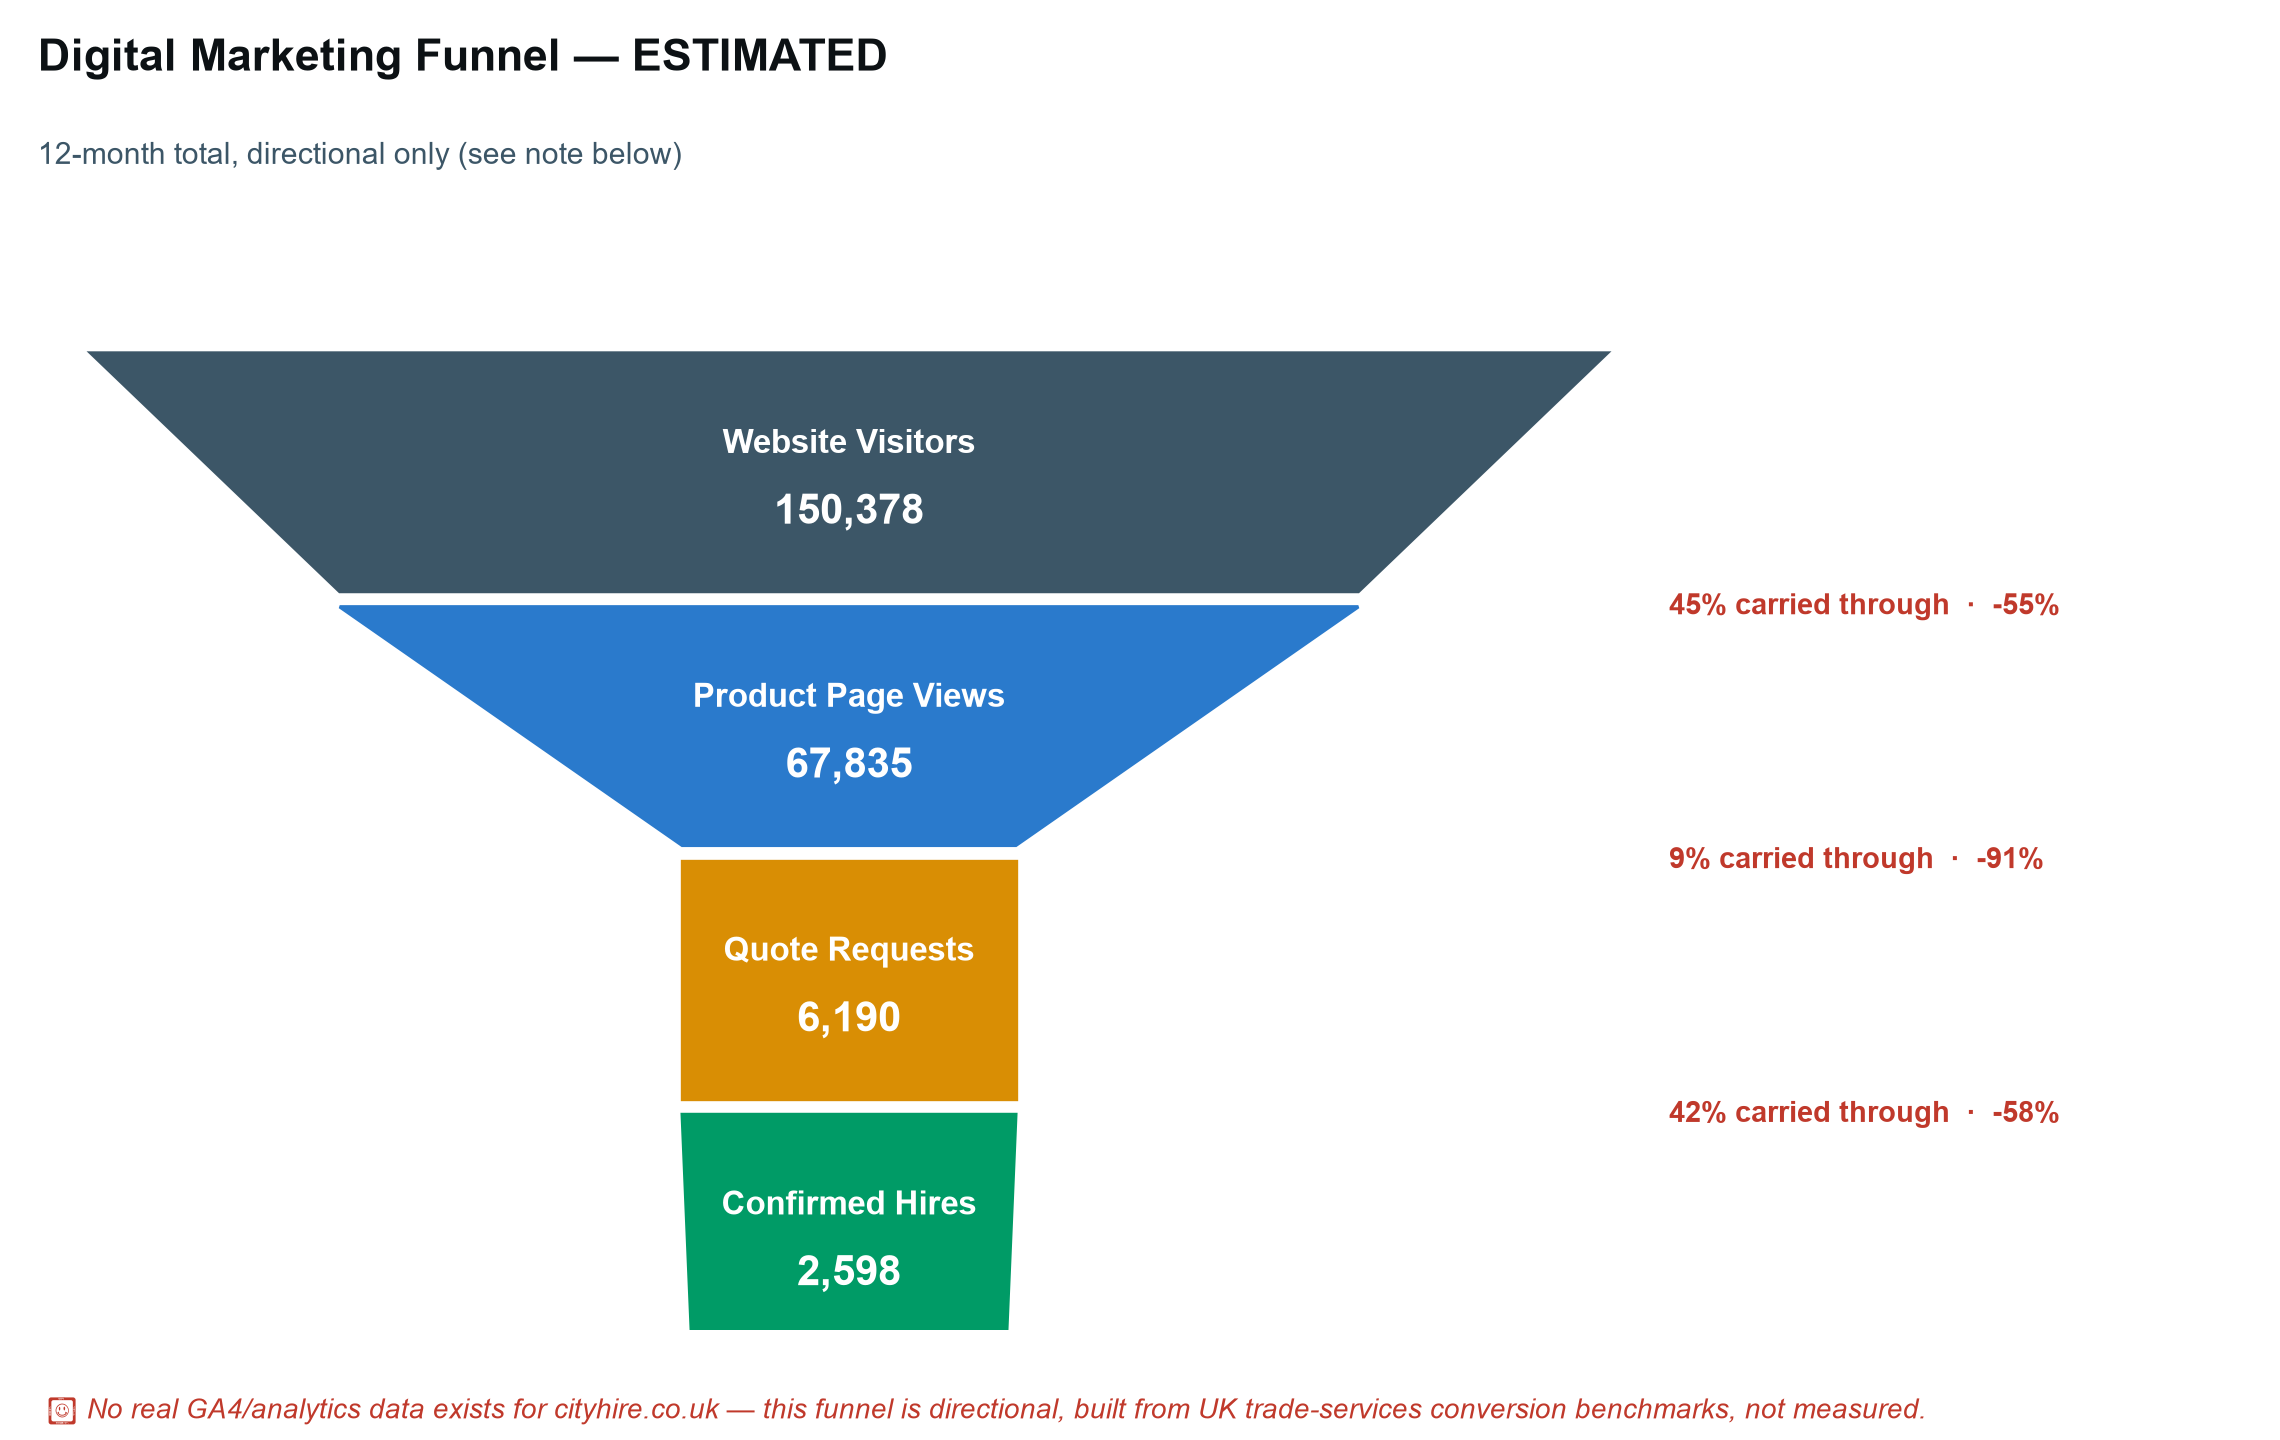 Digital Marketing Funnel — ESTIMATED
12-month total, directional only (see note below)
Website Visitors
150,378
45% carried through · -55%
Product Page Views
67,835
9% carried through · -91%
Quote Requests
6,190
42% carried through · -58%
Confirmed Hires
2,598
No real GA4/analytics data exists for cityhire.co.uk — this funnel is directional, built from UK trade-services conversion benchmarks, not measured.